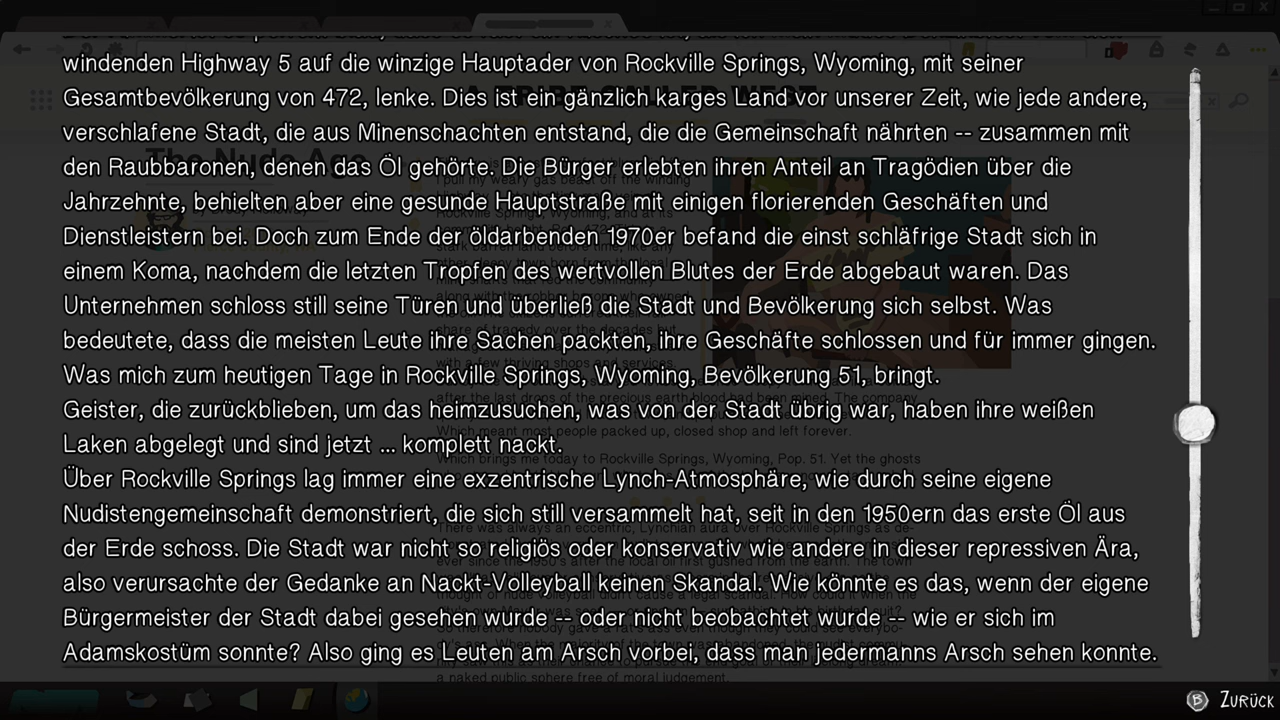 windenden Highway 5 auf die winzige Hauptader von Rockville Springs, Wyoming, mit seiner
Gesamtbevölkerung von 472, lenke. Dies ist ein gänzlich karges Land vor unserer Zeit, wie jede andere,
verschlafene Stadt, die aus Minenschachten entstand, die die Gemeinschaft nährten -- zusammen mit
den Raubbaronen, denen das Öl gehörte. Die Bürger erlebten ihren Anteil an Tragödien über die
Jahrzehnte, behielten aber eine gesunde Hauptstraße mit einigen florierenden Geschäften und
Dienstleistern bei. Doch zum Ende der öldarbenden 1970er befand die einst schläfrige Stadt sich in
einem Koma, nachdem die letzten Tropfen des wertvollen Blutes der Erde abgebaut waren. Das
Unternehmen schloss still seine Türen und überließ die Stadt und Bevölkerung sich selbst. Was
bedeutete, dass die meisten Leute ihre Sachen packten, ihre Geschäfte schlossen und für immer gingen.
Was mich zum heutigen Tage in Rockville Springs, Wyoming, Bevölkerung 51, bringt.
Geister, die zurückblieben, um das heimzusuchen, was von der Stadt übrig war, haben ihre weißen
Laken abgelegt und sind jetzt ... komplett nackt.
Über Rockville Springs lag immer eine exzentrische Lynch-Atmosphäre, wie durch seine eigene
Nudistengemeinschaft demonstriert, die sich still versammelt hat, seit in den 1950ern das erste Öl aus
der Erde schoss. Die Stadt war nicht so religiös oder konservativ wie andere in dieser repressiven Ära,
also verursachte der Gedanke an Nackt-Volleyball keinen Skandal. Wie könnte es das, wenn der eigene
Bürgermeister der Stadt dabei gesehen wurde -- oder nicht beobachtet wurde -- wie er sich im
Adamskostüm sonnte? Also ging es Leuten am Arsch vorbei, dass man jedermanns Arsch sehen konnte.
B Zurück